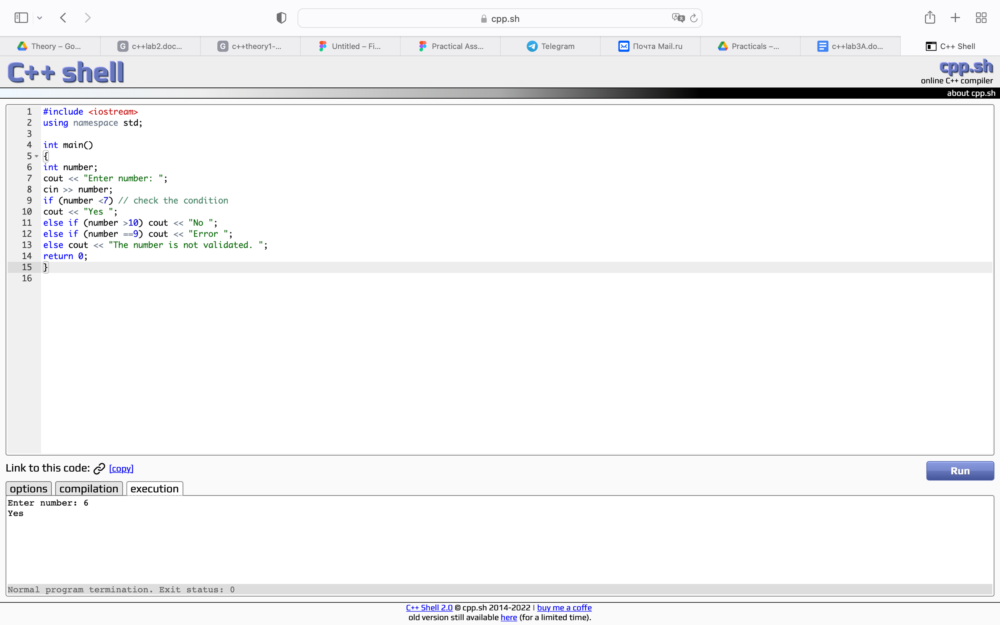 cpp.sh
Theory – Go...
c++lab2.doc...
c++theory1-...
Untitled – Fi...
Practical Ass...
Telegram
Почта Mail.ru
Practicals –...
c++lab3A.do...
C++ Shell
C++ shell
cpp.sh
online C++ compiler
about cpp.sh
1 #include <iostream>
2 using namespace std;
3
4 int main()
5 {
6 int number;
7 cout << "Enter number: ";
8 cin >> number;
9 if (number <7) // check the condition
10 cout << "Yes ";
11 else if (number >10) cout << "No ";
12 else if (number ==9) cout << "Error ";
13 else cout << "The number is not validated. ";
14 return 0;
15 }
16
Link to this code: [copy]
Run
options compilation execution
Enter number: 6
Yes
Normal program termination. Exit status: 0
C++ Shell 2.0 © cpp.sh 2014-2022 | buy me a coffe
old version still available here (for a limited time).